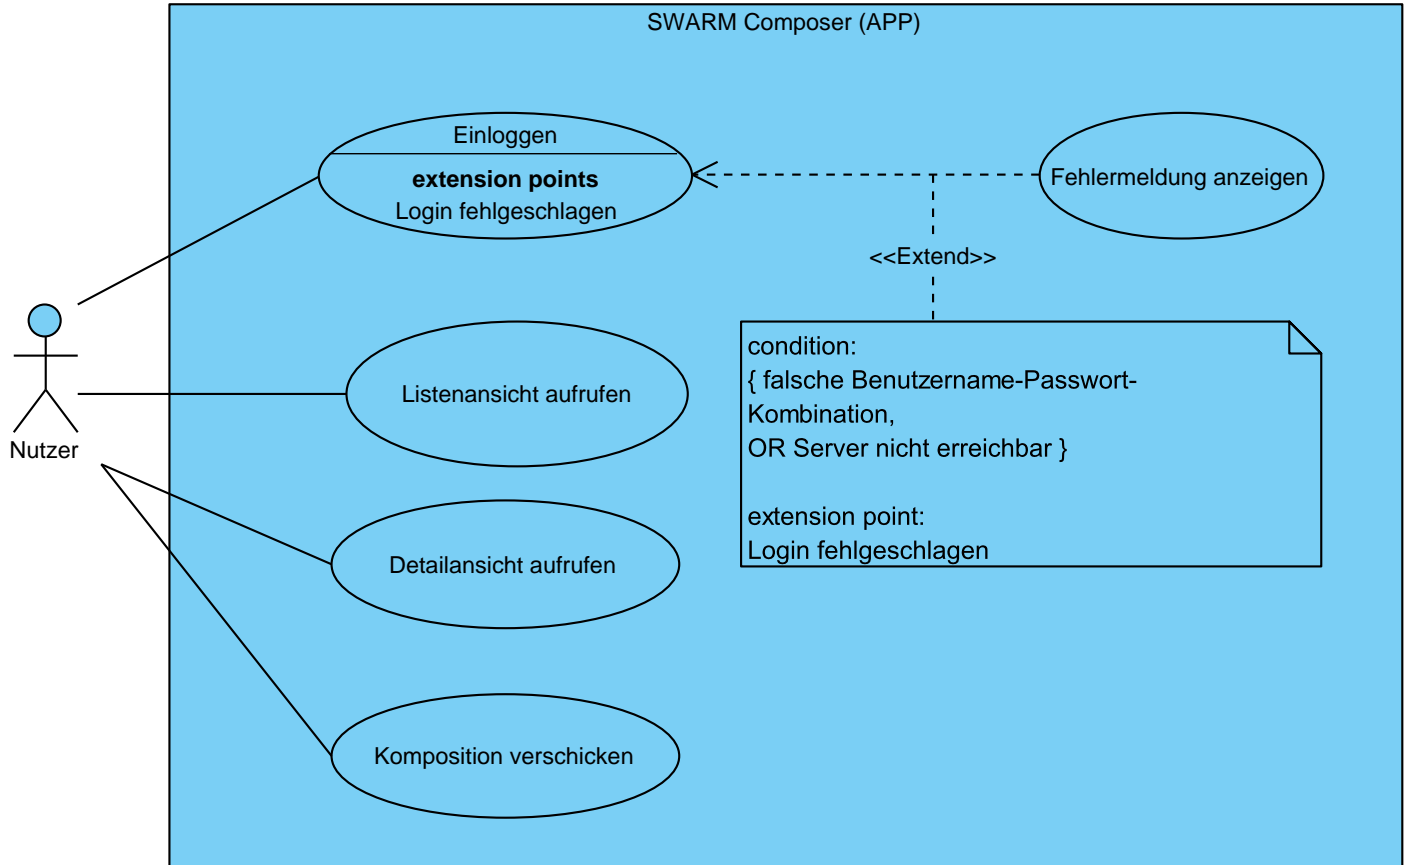 SWARM Composer (APP)
Einloggen
extension points
Login fehlgeschlagen
Fehlermeldung anzeigen
<<Extend>>
condition:
{ falsche Benutzername-Passwort-
Kombination,
OR Server nicht erreichbar }
extension point:
Login fehlgeschlagen
Nutzer
Listenansicht aufrufen
Detailansicht aufrufen
Komposition verschicken